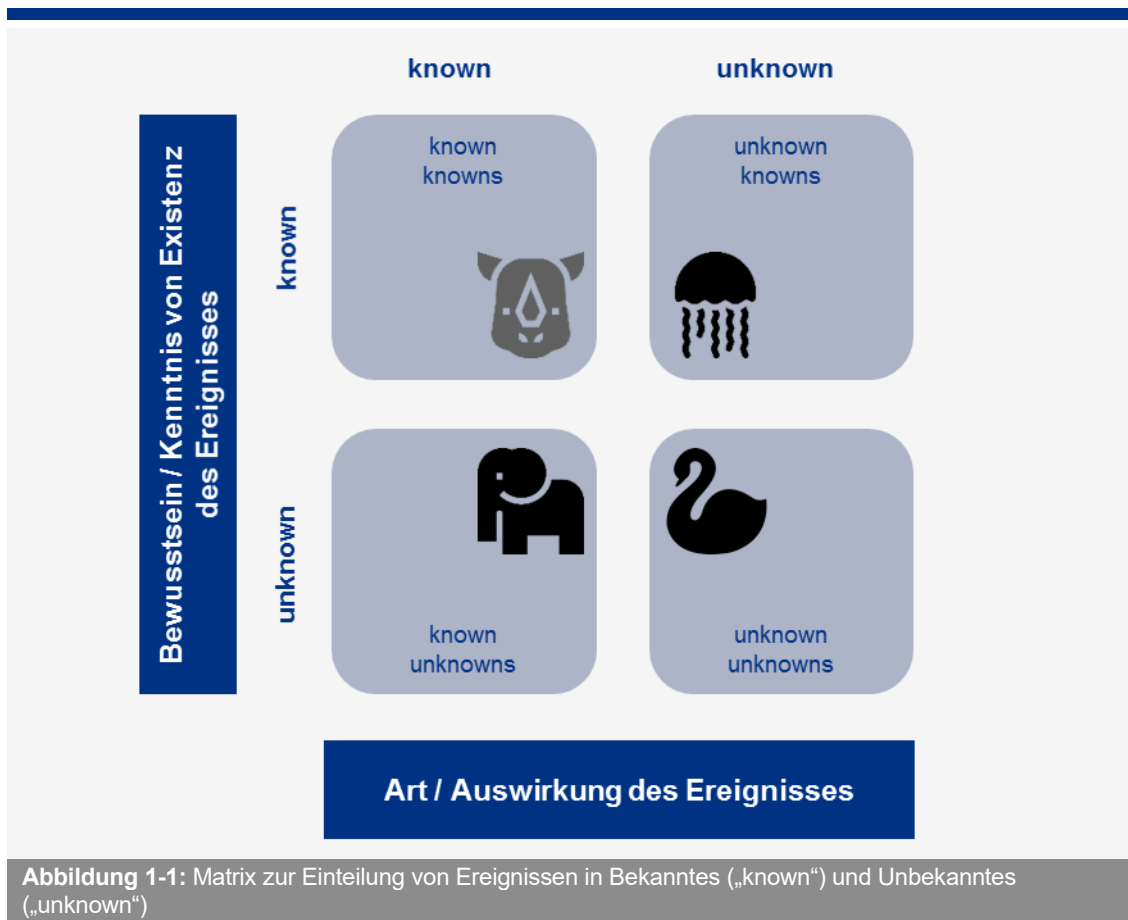 known
unknown
Bewusstsein / Kenntnis von Existenz
des Ereignisses
known
known
knowns
unknown
knowns
unknown
known
unknowns
unknown
unknowns
Art / Auswirkung des Ereignisses
Abbildung 1-1: Matrix zur Einteilung von Ereignissen in Bekanntes („known“) und Unbekanntes
(„unknown“)